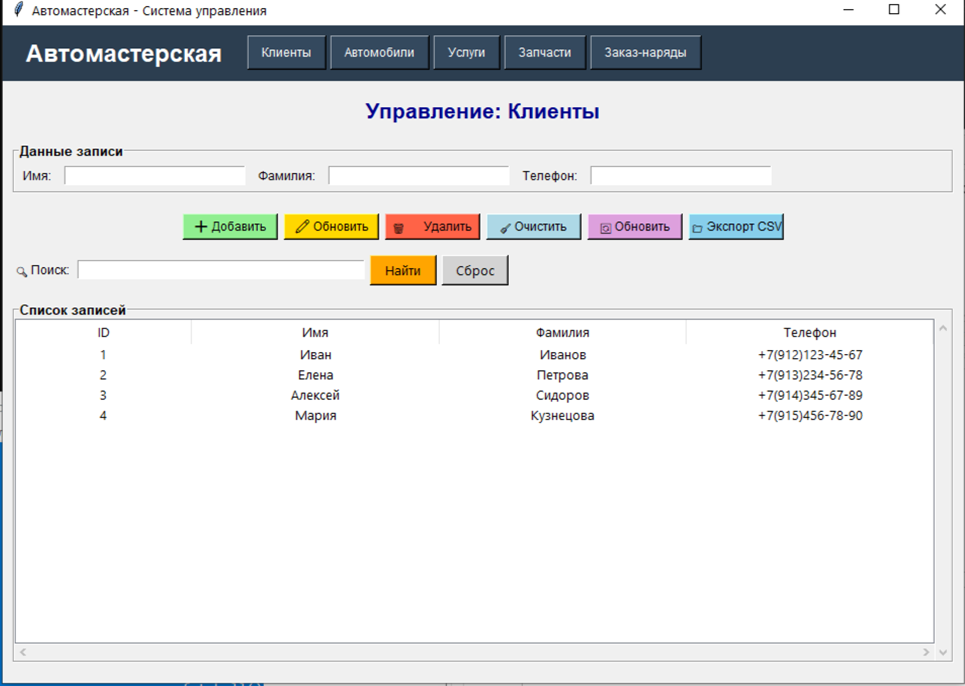 Автомастерская - Система управления
Автомастерская Клиенты Автомобили Услуги Запчасти Заказ-наряды
Управление: Клиенты
Данные записи
Имя: Фамилия: Телефон:
Добавить Обновить Удалить Очистить Обновить Экспорт CSV
Поиск: Найти Сброс
Список записей
ID Имя Фамилия Телефон
1 Иван Иванов +7(912)123-45-67
2 Елена Петрова +7(913)234-56-78
3 Алексей Сидоров +7(914)345-67-89
4 Мария Кузнецова +7(915)456-78-90